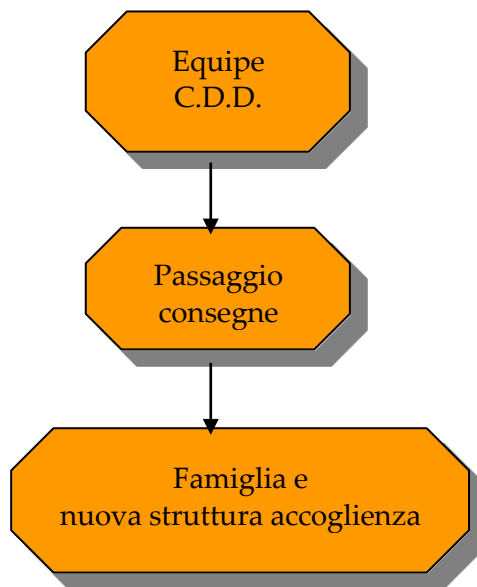 Equipe
C.D.D.
Passaggio
consegne
Famiglia e
nuova struttura accoglienza